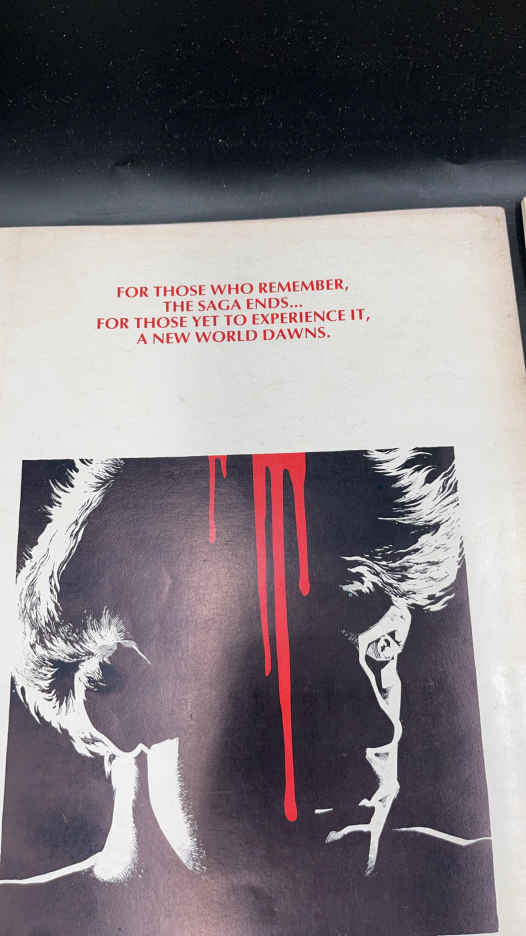 FOR THOSE WHO REMEMBER,
THE SAGA ENDS...
FOR THOSE YET TO EXPERIENCE IT,
A NEW WORLD DAWNS.